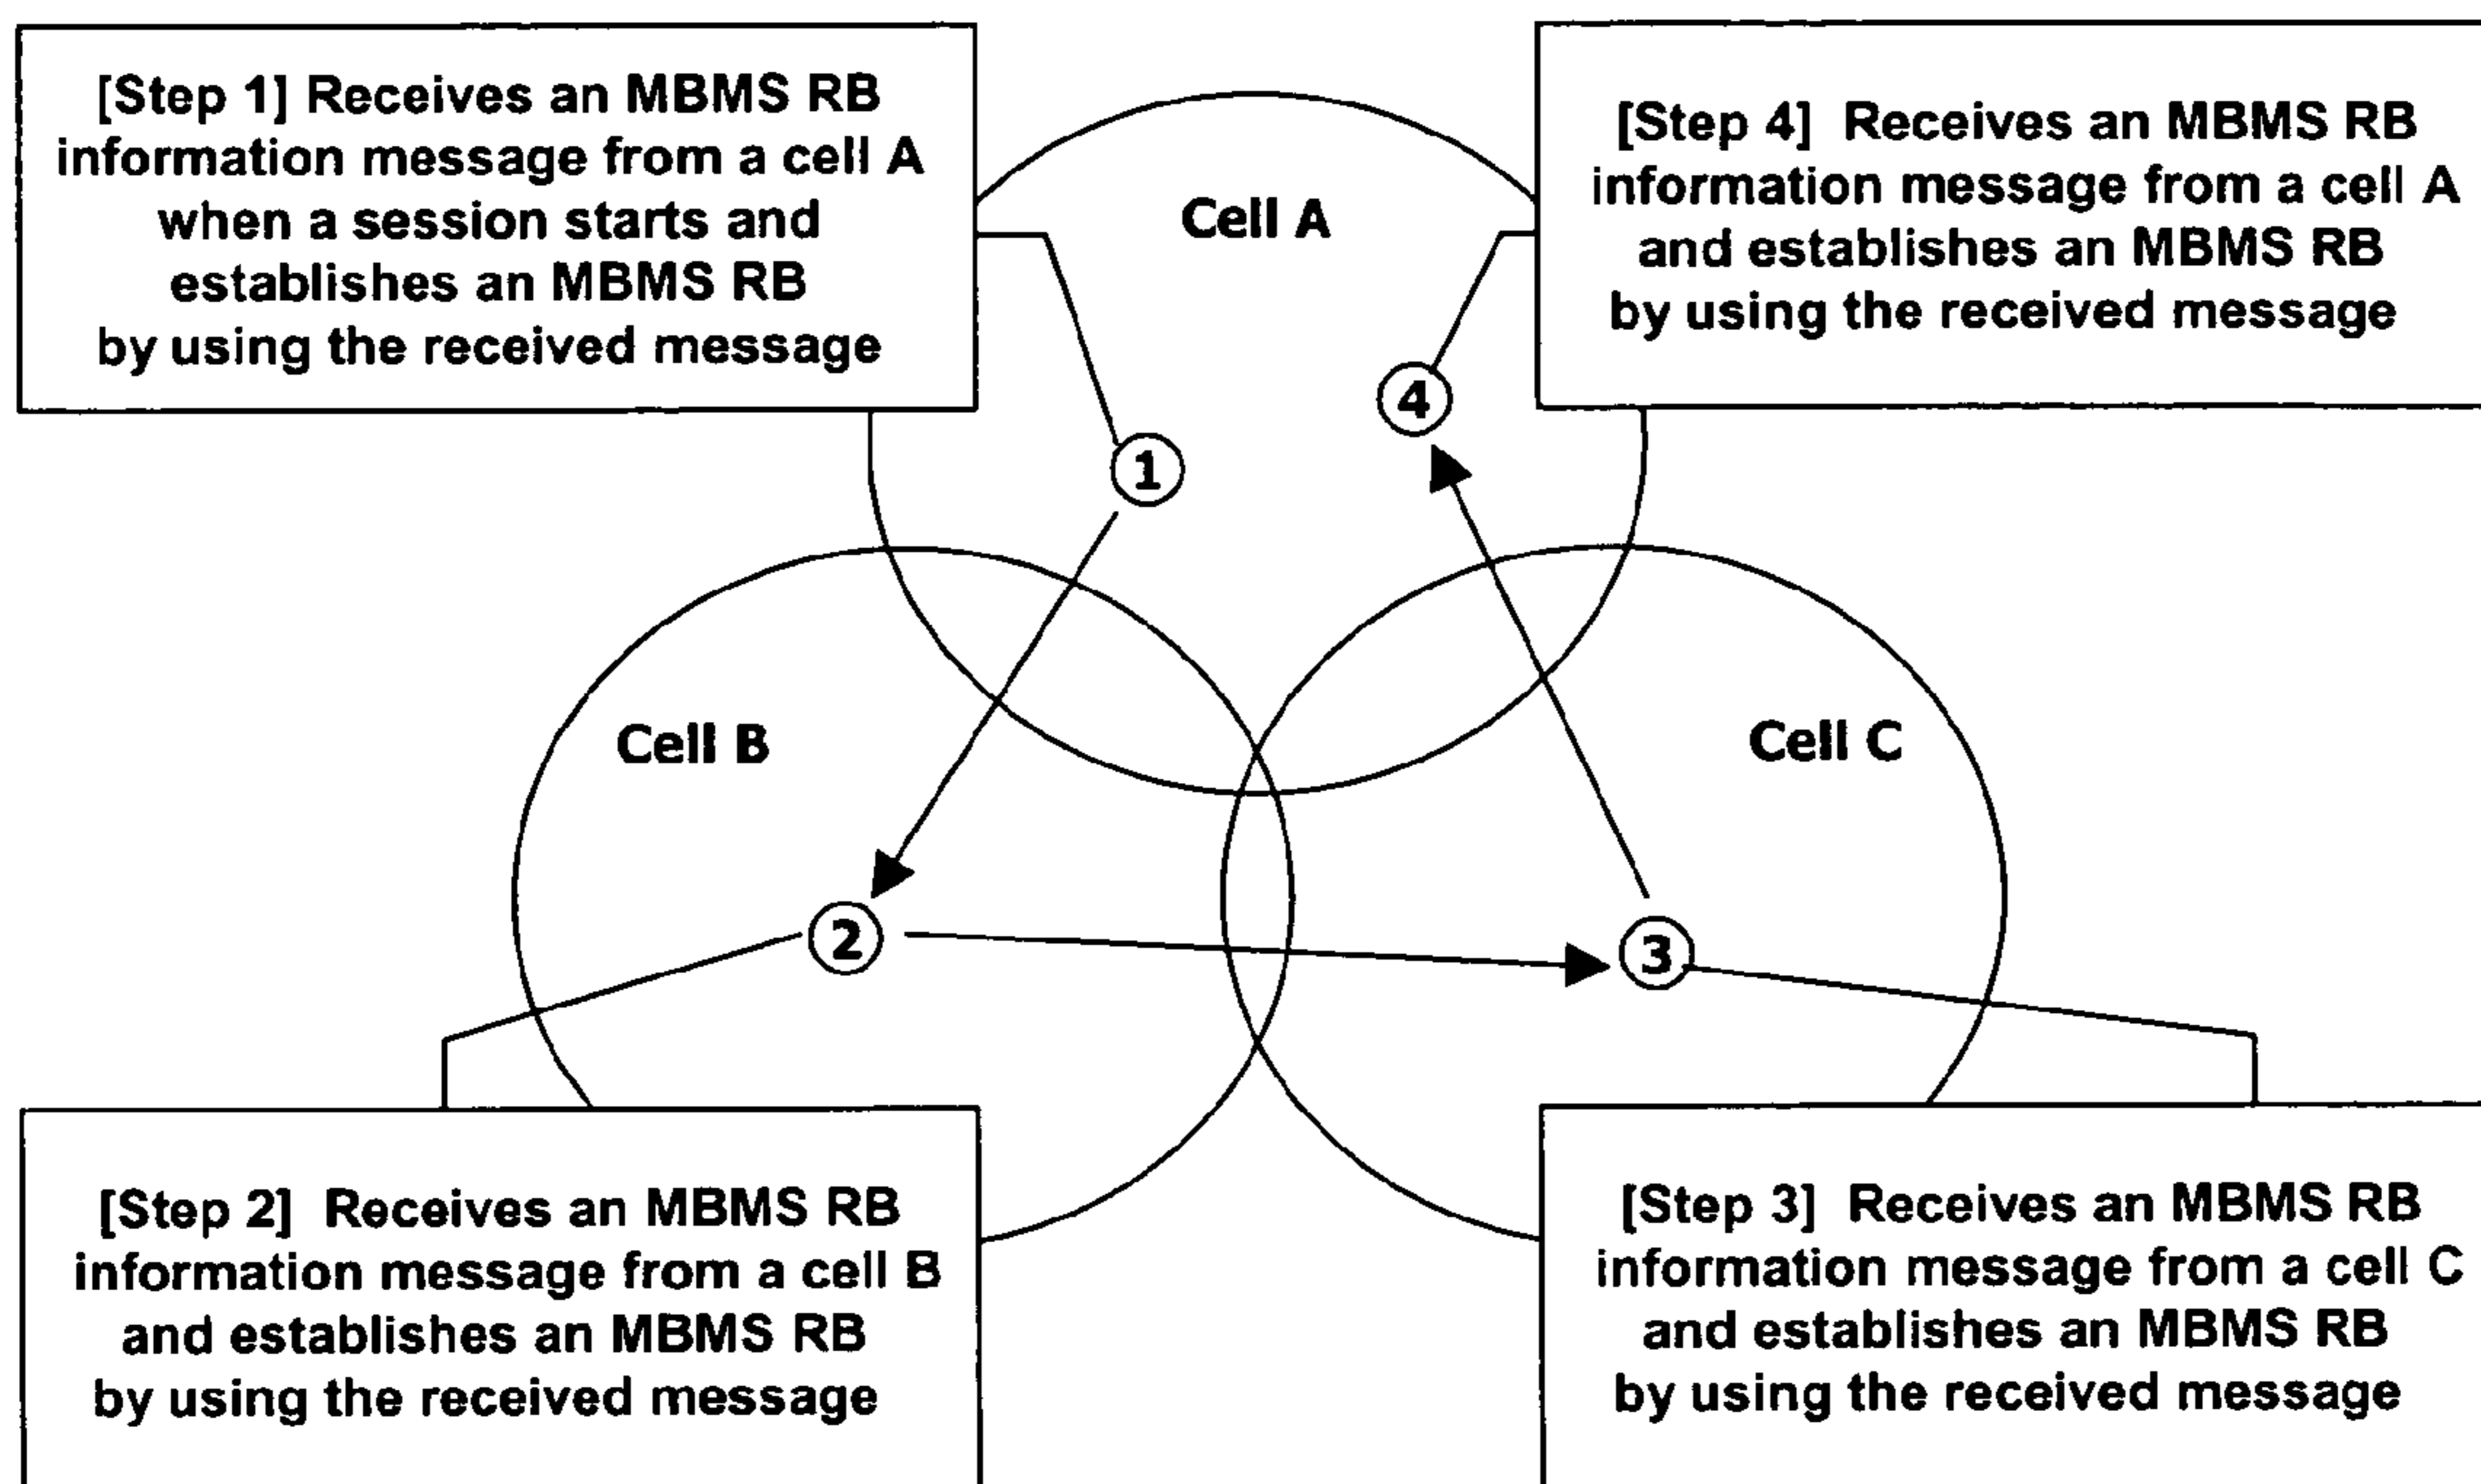 [Step 1] Receives an MBMS RB
information message from a cell A
when a session starts and
establishes an MBMS RB
by using the received message
[Step 4] Receives an MBMS RB
information message from a cell A
and establishes an MBMS RB
by using the received message
Cell A
4
1
Cell B
Cell C
2
3
[Step 2] Receives an MBMS RB
information message from a cell B
and establishes an MBMS RB
by using the received message
[Step 3] Receives an MBMS RB
information message from a cell C
and establishes an MBMS RB
by using the received message